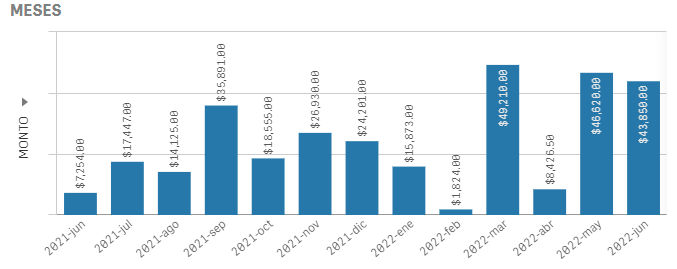 MESES
MONTO ▶
$7,254.00
$17,447.00
$14,125.00
$35,891.00
$18,555.00
$26,930.00
$24,201.00
$15,873.00
$1,824.00
$49,210.00
$8,426.50
$46,620.00
$43,850.00
2021-jun
2021-jul
2021-ago
2021-sep
2021-oct
2021-nov
2021-dic
2022-ene
2022-feb
2022-mar
2022-abr
2022-may
2022-jun